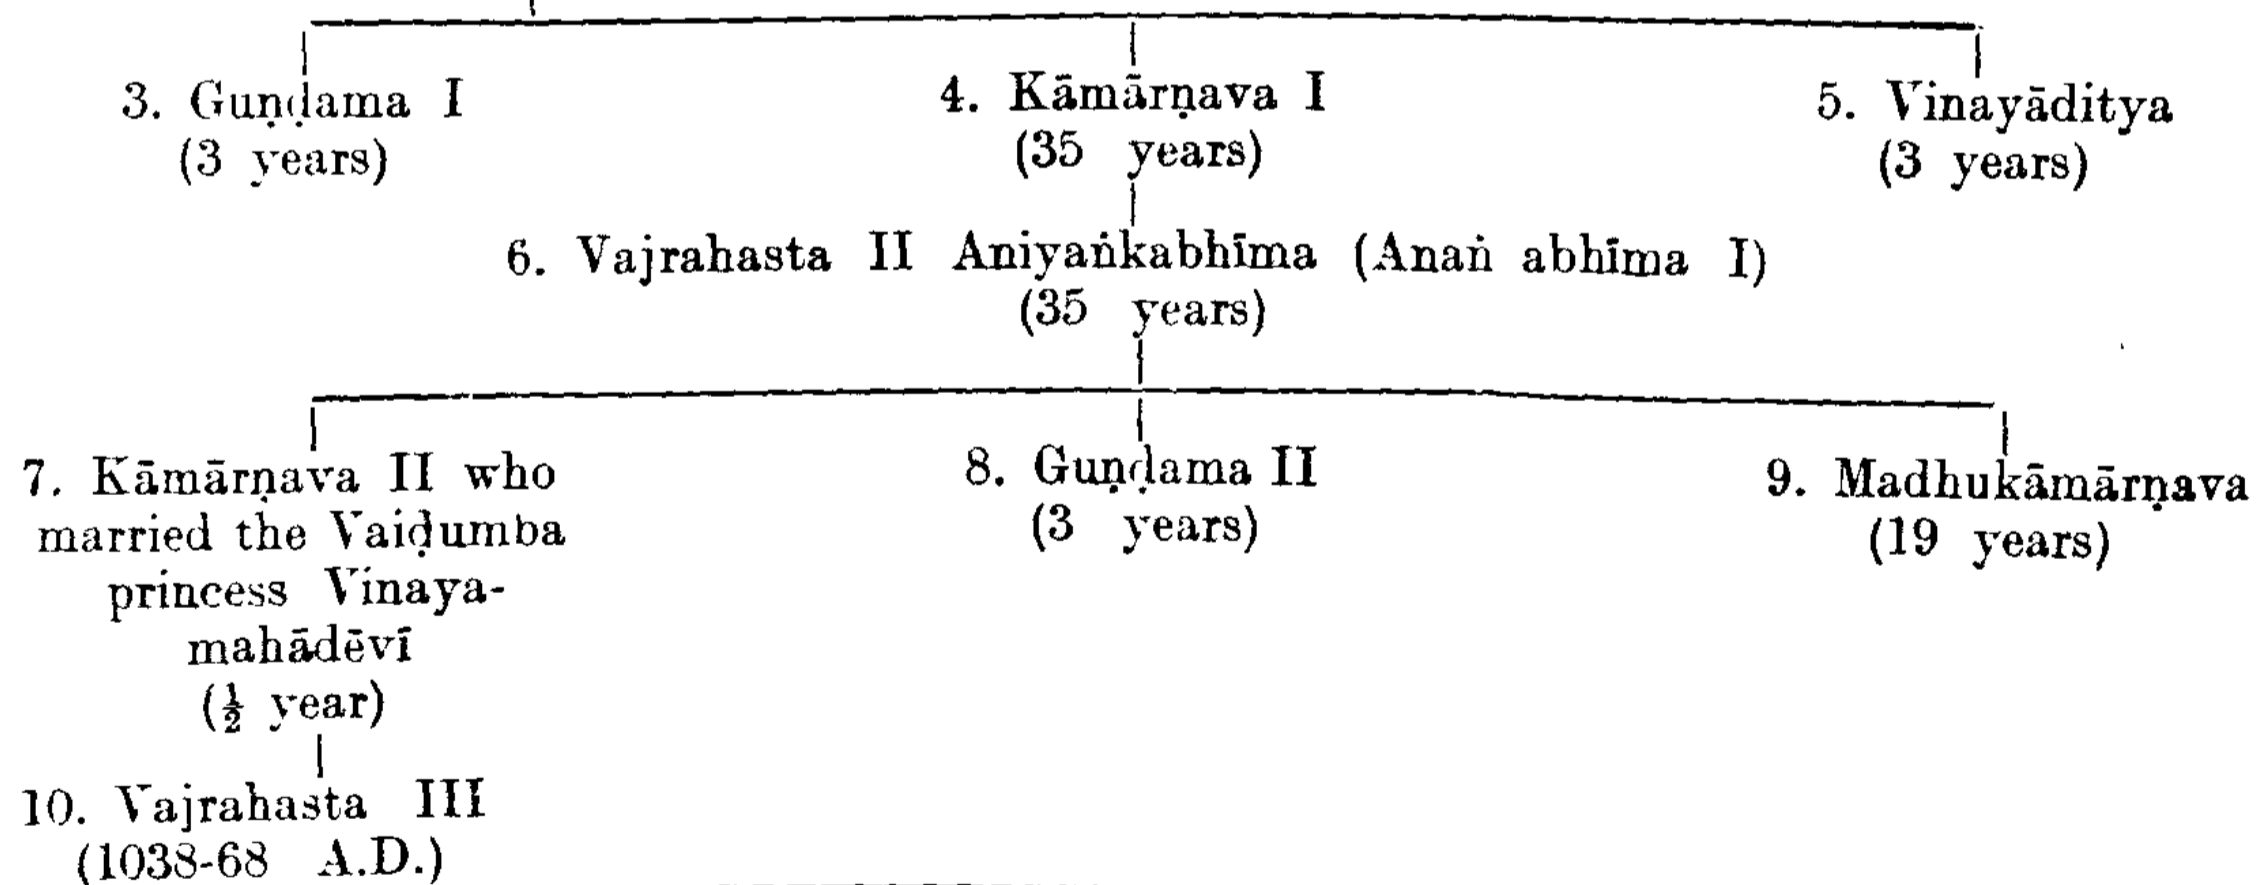 3. Guṇḍama I
(3 years)
4. Kāmārṇava I
(35 years)
5. Vinayāditya
(3 years)
6. Vajrahasta II Aniyaṅkabhīma (Anaṅ abhīma I)
(35 years)
7. Kāmārṇava II who
married the Vaiḍumba
princess Vinaya-
mahādēvī
(½ year)
8. Guṇḍama II
(3 years)
9. Madhukāmārṇava
(19 years)
10. Vajrahasta III
(1038-68 A.D.)